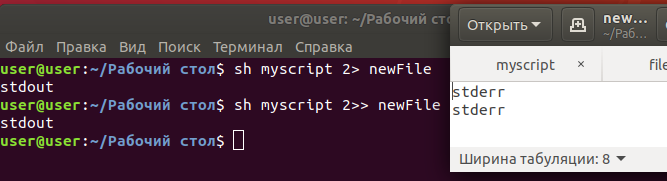 user@user: ~/Рабочий сто
Файл Правка Вид Поиск Терминал Справка
user@user:~/Рабочий стол$ sh myscript 2> newFile
stdout
user@user:~/Рабочий стол$ sh myscript 2>> newFile
stdout
user@user:~/Рабочий стол$
Открыть
new...
~/Раб...
myscript ×
file
stderr
stderr
Ширина табуляции: 8